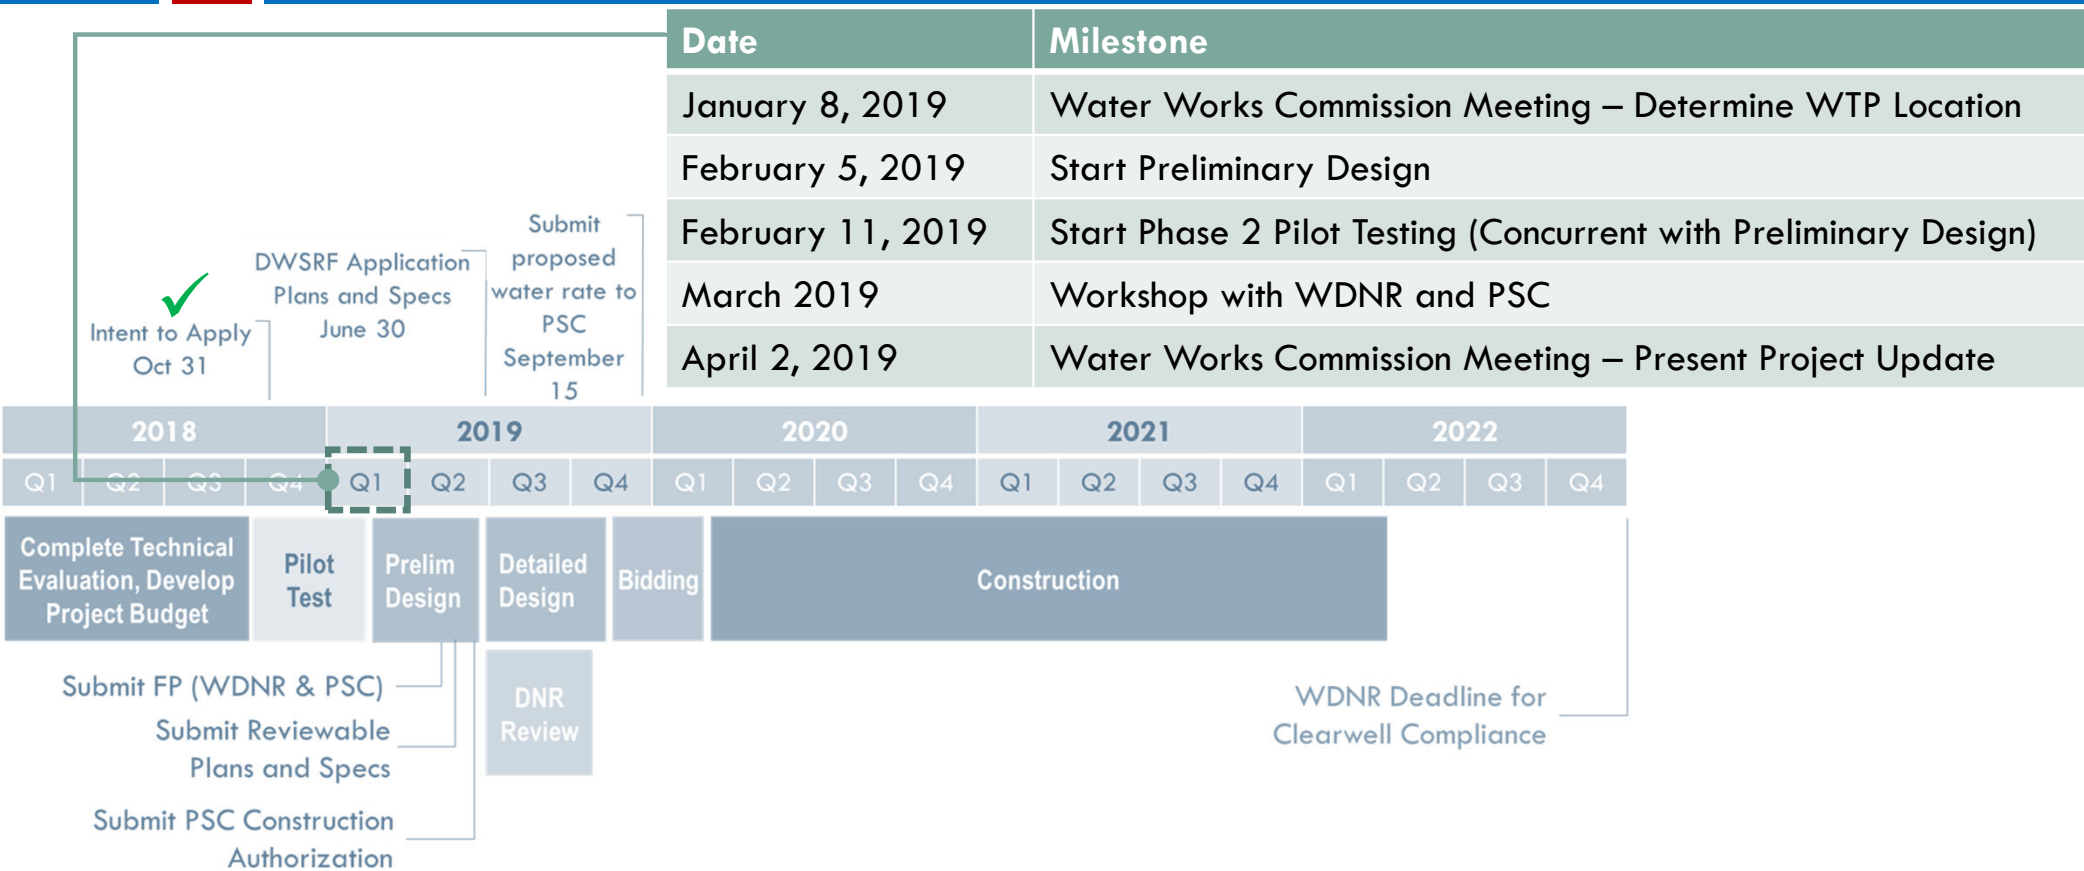 Date Milestone
January 8, 2019 Water Works Commission Meeting – Determine WTP Location
February 5, 2019 Start Preliminary Design
February 11, 2019 Start Phase 2 Pilot Testing (Concurrent with Preliminary Design)
March 2019 Workshop with WDNR and PSC
April 2, 2019 Water Works Commission Meeting – Present Project Update
Intent to Apply
Oct 31
DWSRF Application
Plans and Specs
June 30
Submit
proposed
water rate to
PSC
September
15
2018 2019 2020 2021 2022
Q1 Q2 Q3 Q4 Q1 Q2 Q3 Q4 Q1 Q2 Q3 Q4 Q1 Q2 Q3 Q4 Q1 Q2 Q3 Q4
Complete Technical
Evaluation, Develop
Project Budget
Pilot
Test
Prelim
Design
Detailed
Design
Bidding
Construction
Submit FP (WDNR & PSC)
Submit Reviewable
Plans and Specs
Submit PSC Construction
Authorization
DNR
Review
WDNR Deadline for
Clearwell Compliance